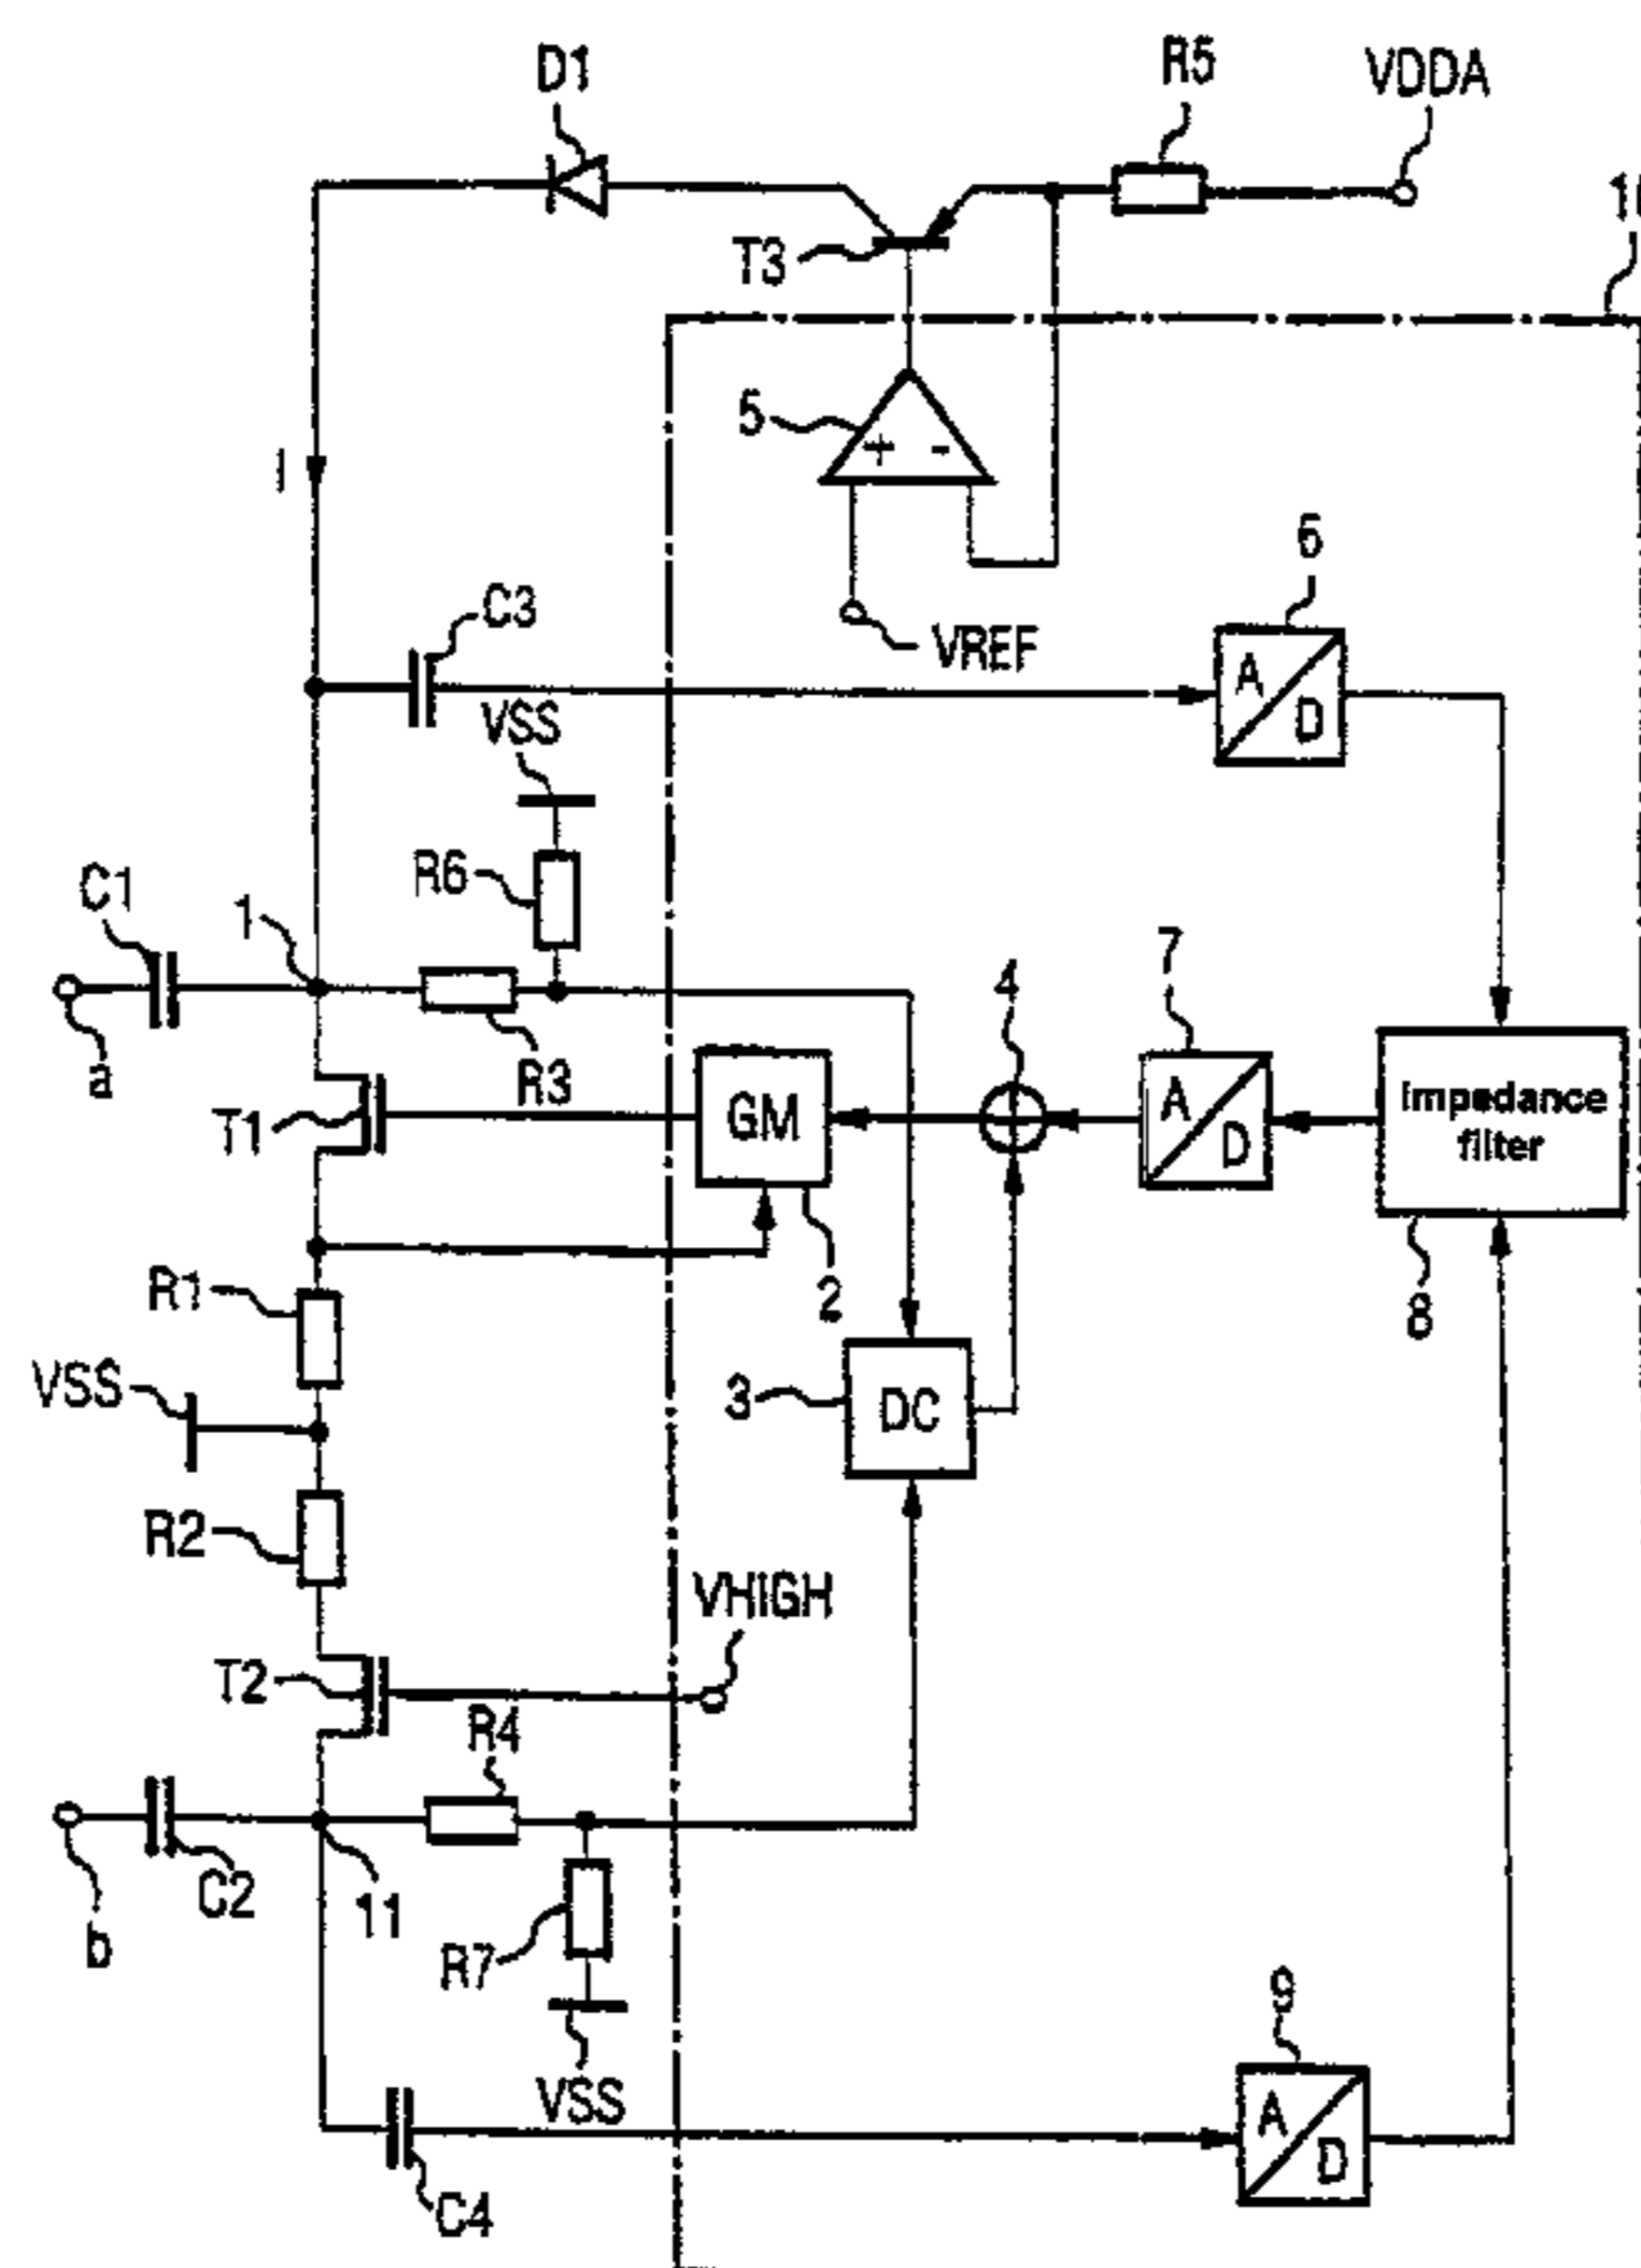 D1
R5
VDDA
T3
5
+ -
I
6
C3
VREF
A
D
VSS
C1
1
R6
7
4
a
R3
T1
GM
A
D
Impedance
filter
R1
2
8
VSS
3
DC
R2
VHIGH
T2
R4
C2
11
b
R7
9
VSS
A
D
C4